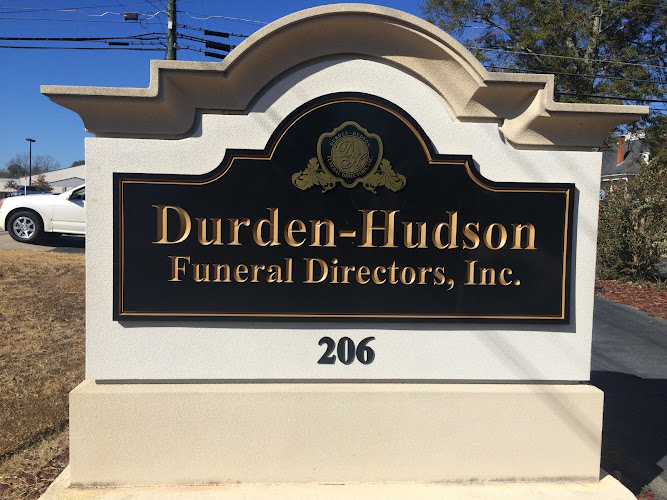 Durden-Hudson
Funeral Directors, Inc.
206